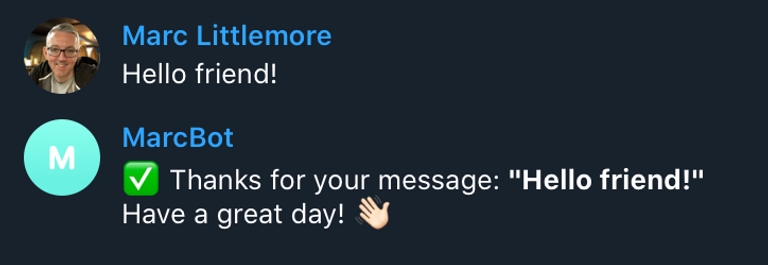 Marc Littlemore
Hello friend!
M
MarcBot
✅ Thanks for your message: "Hello friend!"
Have a great day! 👋🏻